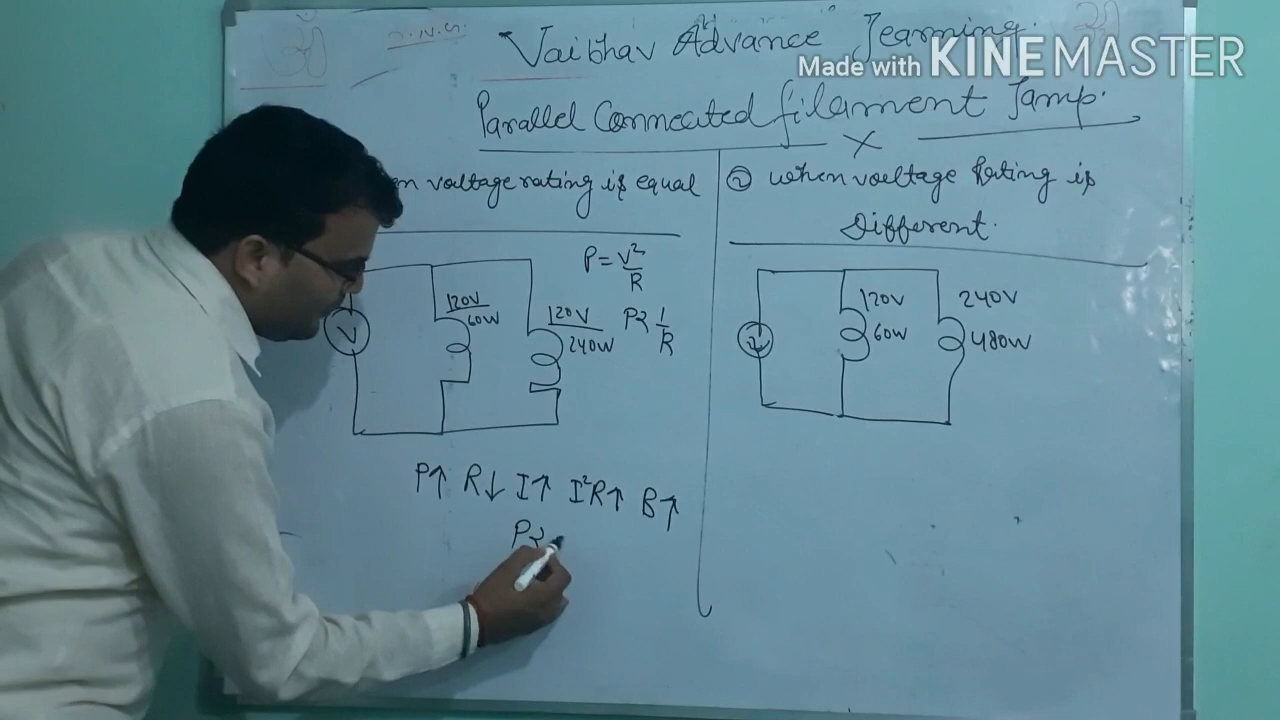 Vaibhav Advance Learning
Made with KINEMASTER
Parallel Connected filament Lamp.
X
en voltage rating is equal
② when voltage Rating is
Different.
P=V²/R
120V
60W
120V
240W
P∝ 1/R
V
120V
60W
240V
480W
P↑ R↓ I↑ I²R↑ B↑
P∝